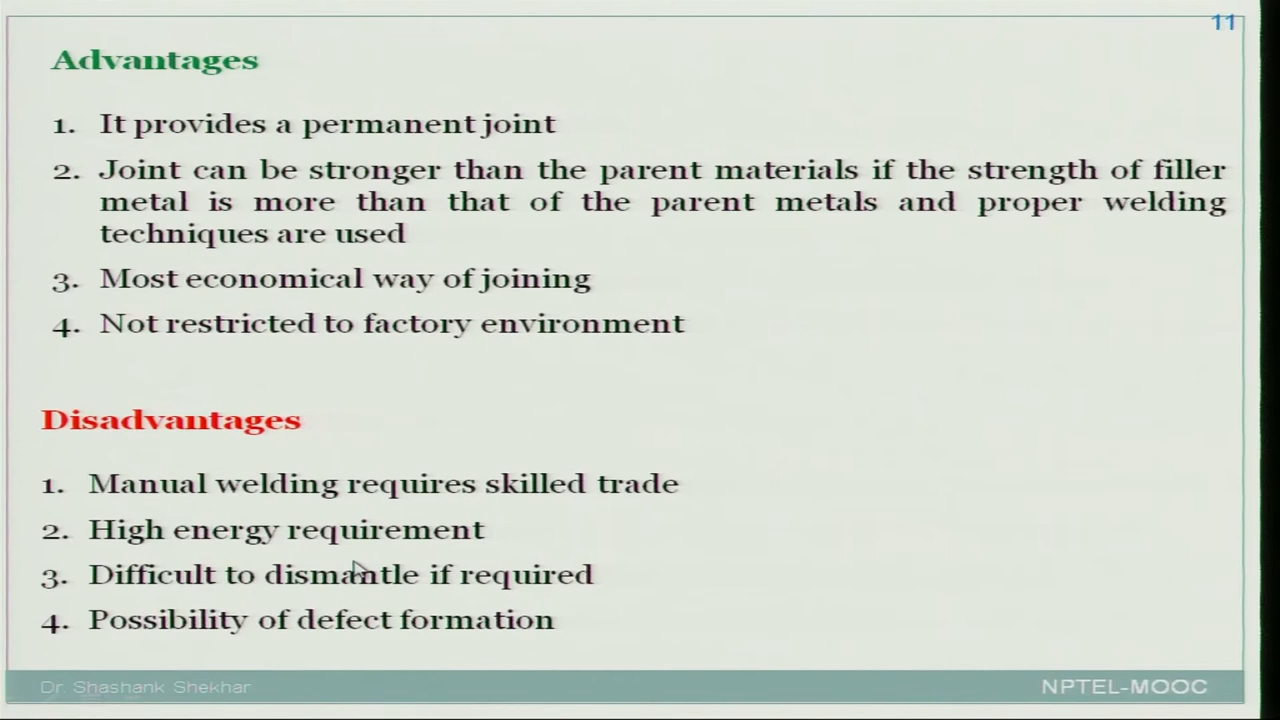 11
Advantages
1. It provides a permanent joint
2. Joint can be stronger than the parent materials if the strength of filler
metal is more than that of the parent metals and proper welding
techniques are used
3. Most economical way of joining
4. Not restricted to factory environment
Disadvantages
1. Manual welding requires skilled trade
2. High energy requirement
3. Difficult to dismantle if required
4. Possibility of defect formation
Dr. Shashank Shekhar
NPTEL-MOOC